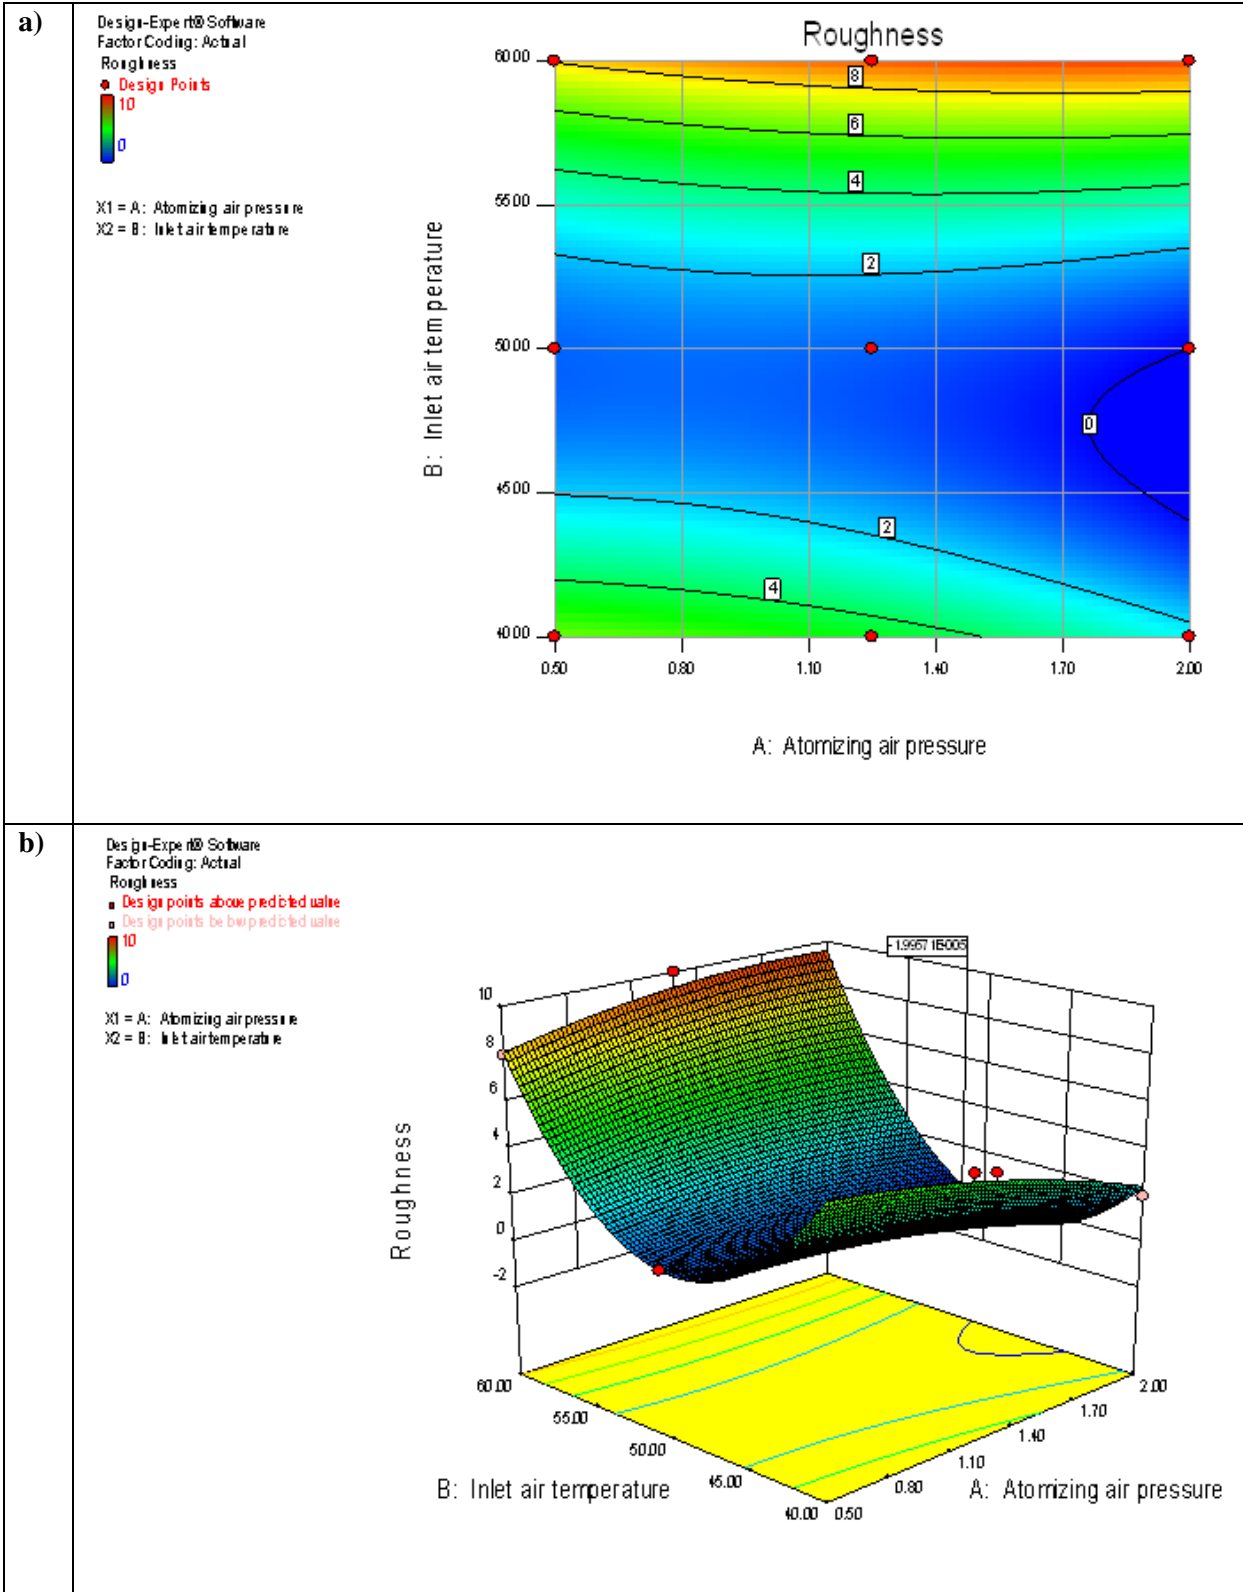 a)
Design-Expert® Software
Factor Coding: Actual
Roughness
Design Points
10
0
X1 = A: Atomizing air pressure
X2 = B: Inlet air temperature
Roughness
B: Inlet air temperature
60.00
55.00
50.00
45.00
40.00
8
6
4
2
0
2
4
0.50
0.80
1.10
1.40
1.70
2.00
A: Atomizing air pressure
b)
Design-Expert® Software
Factor Coding: Actual
Roughness
Design points above predicted value
Design points below predicted value
10
0
X1 = A: Atomizing air pressure
X2 = B: Inlet air temperature
Roughness
10
8
6
4
2
0
-2
60.00
55.00
50.00
45.00
40.00
0.50
0.80
1.10
1.40
1.70
2.00
B: Inlet air temperature
A: Atomizing air pressure